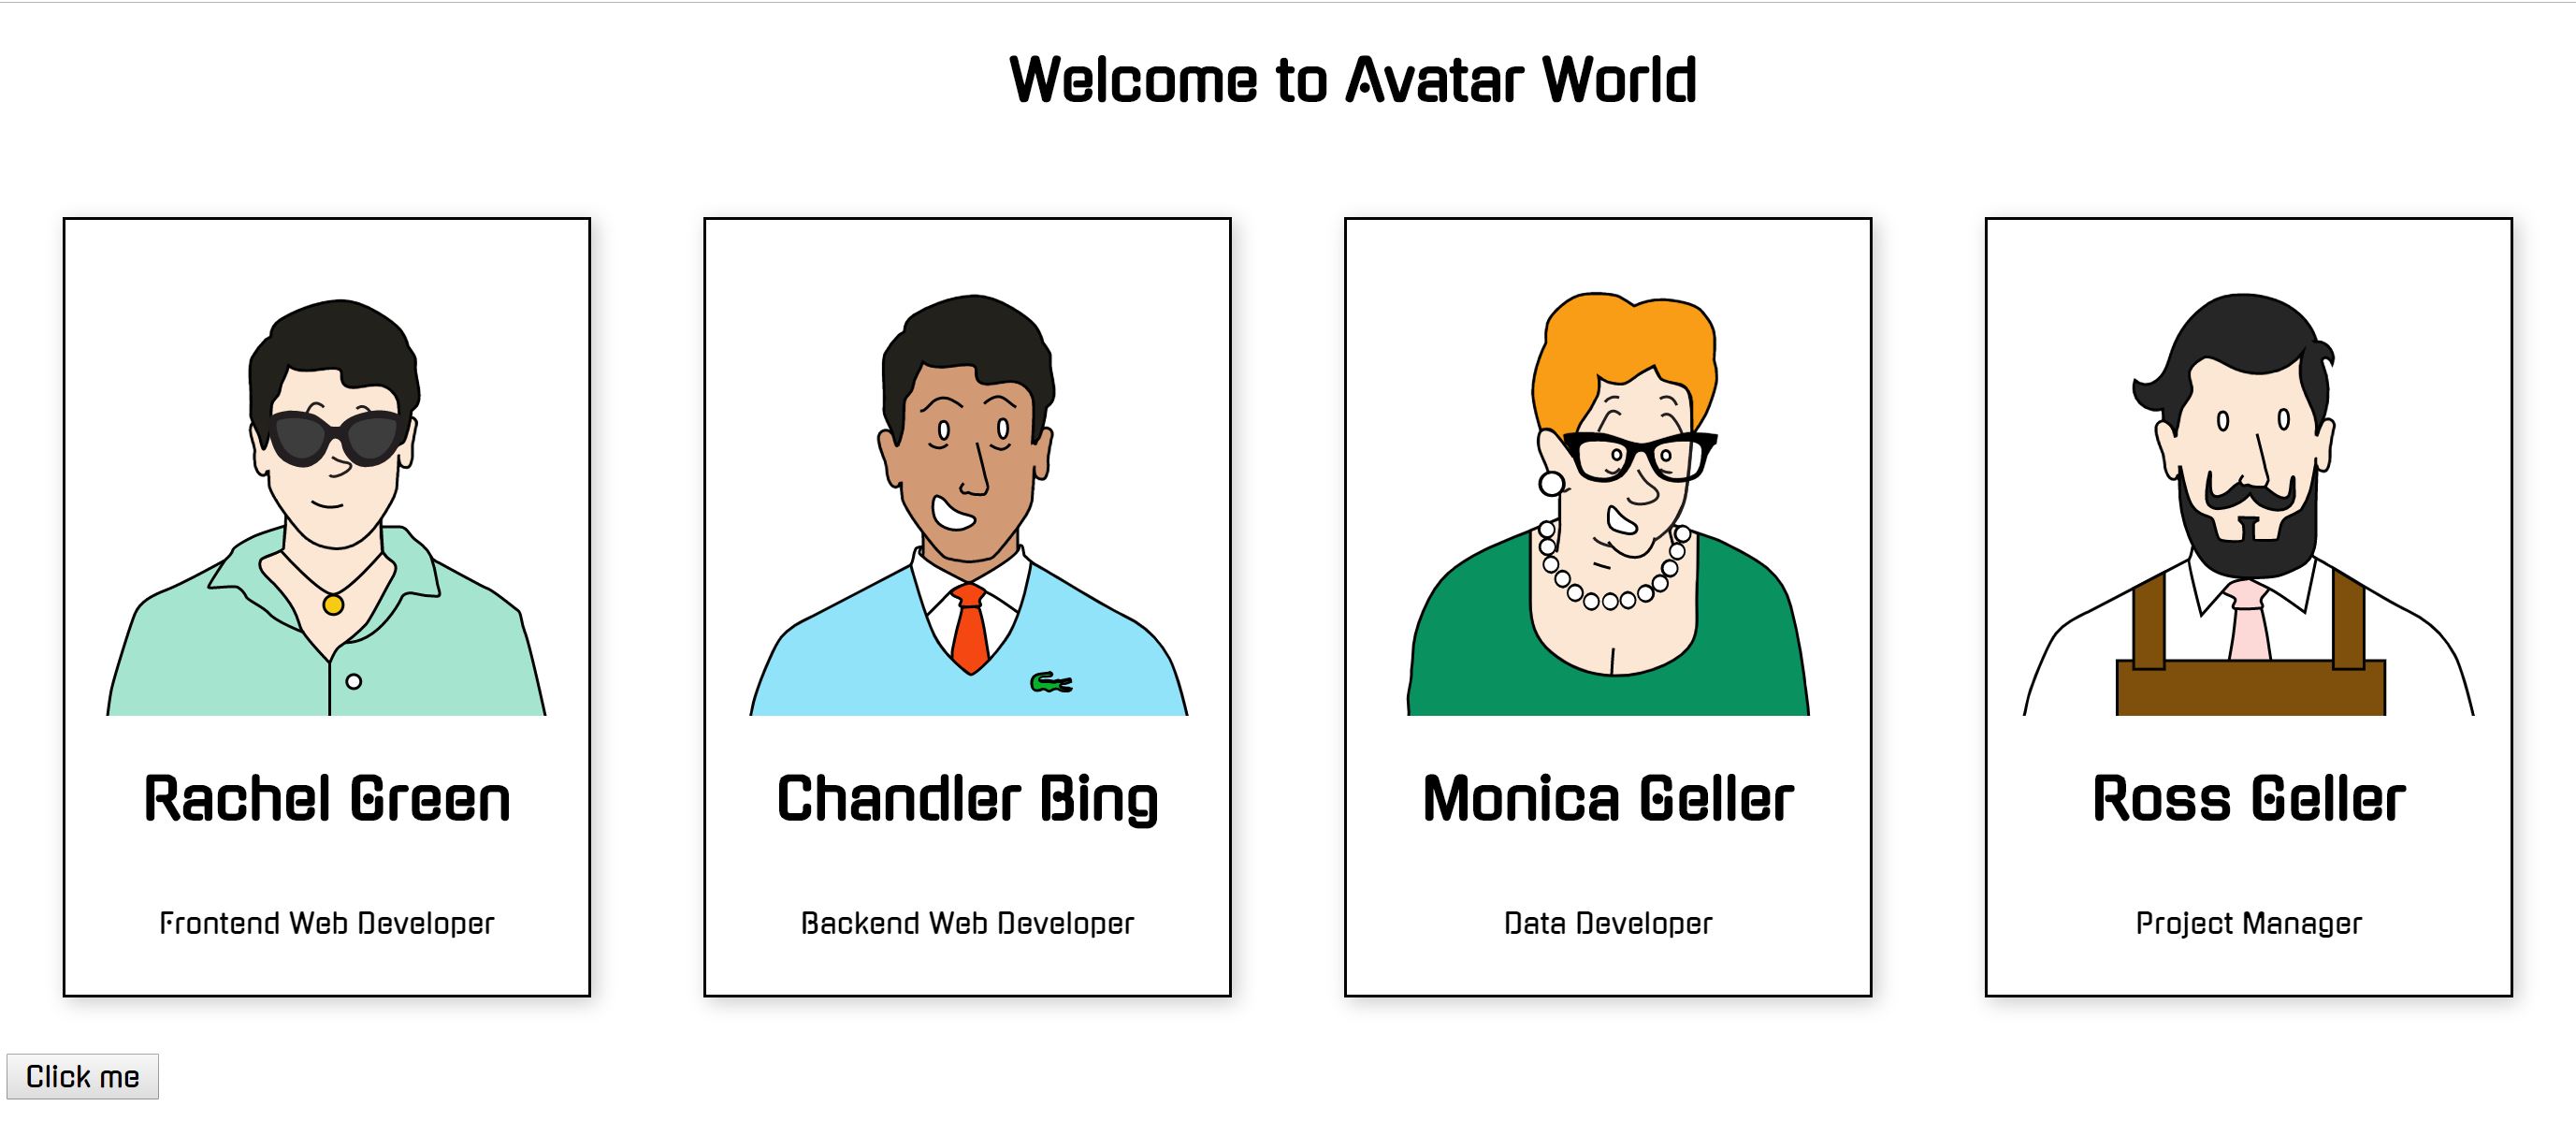 Welcome to Avatar World
Rachel Green
Chandler Bing
Monica Geller
Ross Geller
Frontend Web Developer
Backend Web Developer
Data Developer
Project Manager
Click me